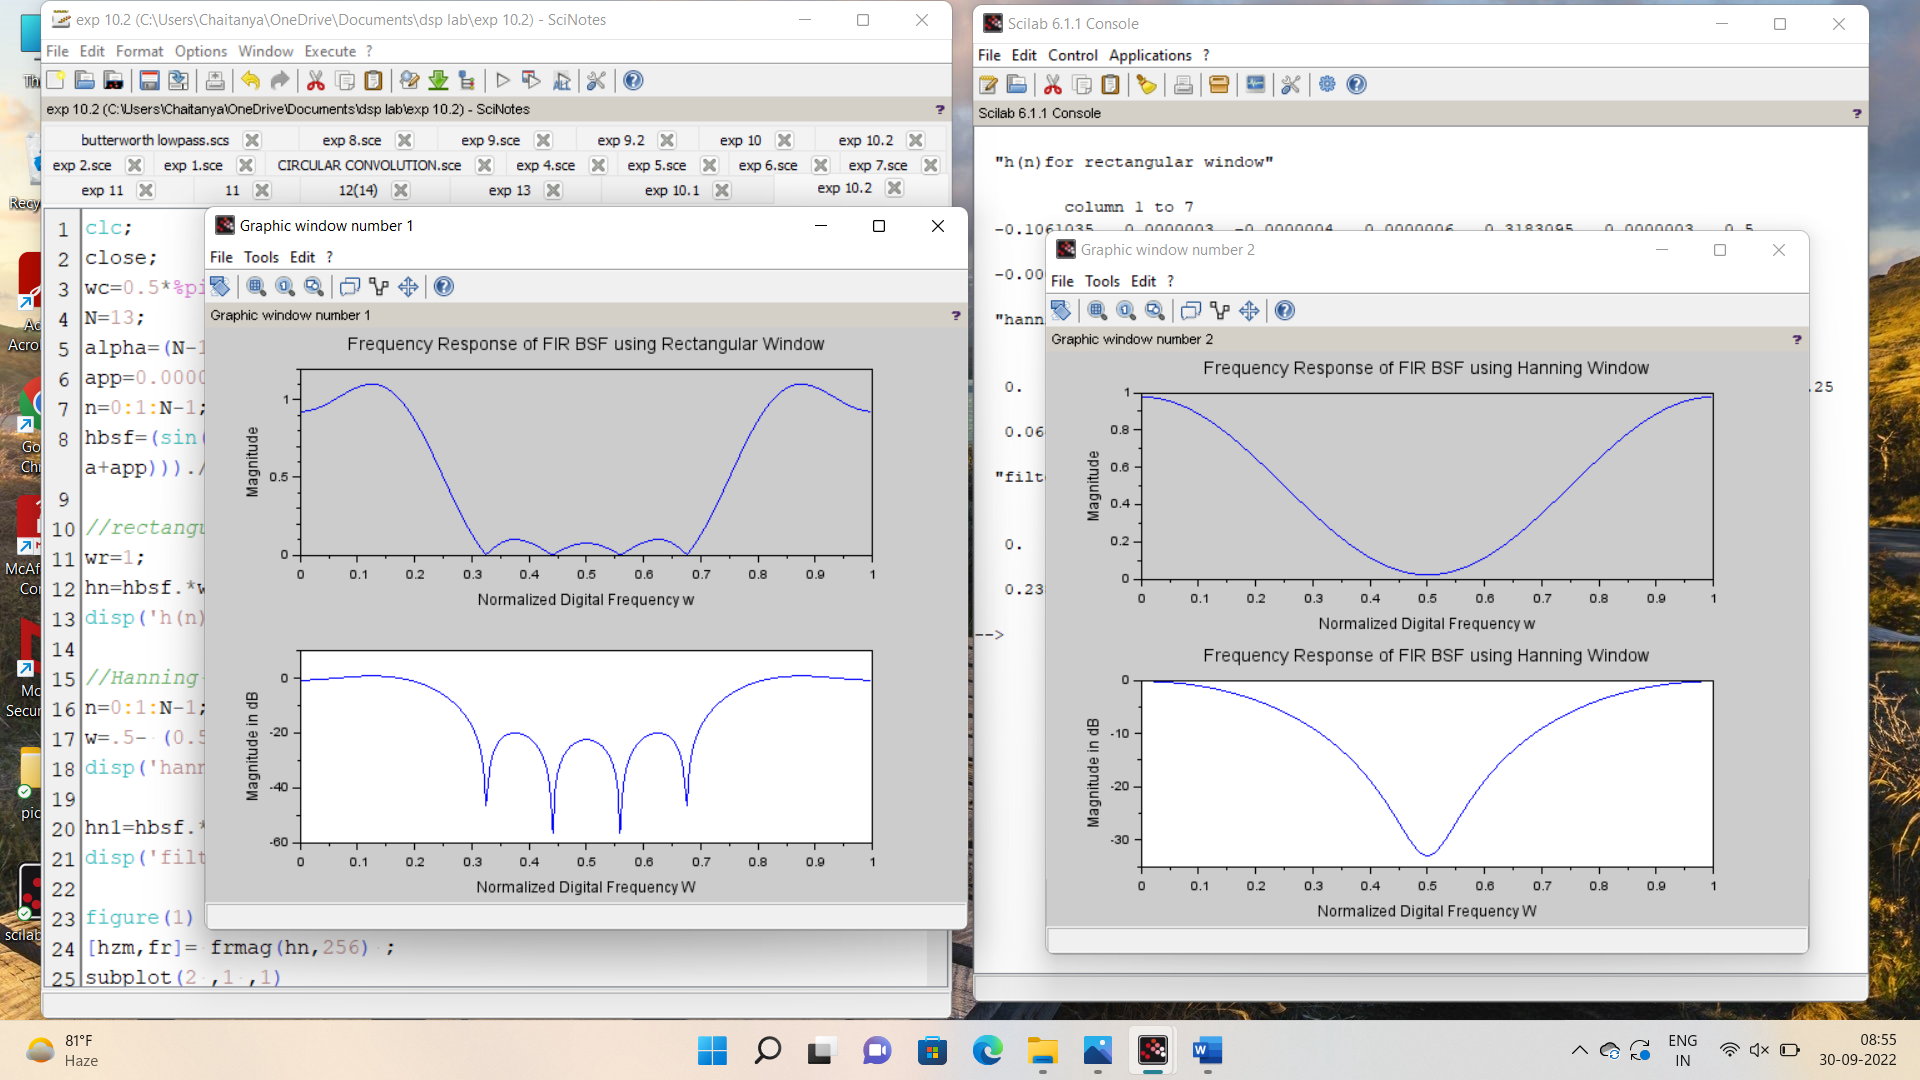 exp 10.2 (C:\Users\Chaitanya\OneDrive\Documents\dsp lab\exp 10.2) - SciNotes
File Edit Format Options Window Execute ?
exp 10.2 (C:\Users\Chaitanya\OneDrive\Documents\dsp lab\exp 10.2) - SciNotes ?
butterworth lowpass.scs exp 8.sce exp 9.sce exp 9.2 exp 10 exp 10.2
exp 2.sce exp 1.sce CIRCULAR CONVOLUTION.sce exp 4.sce exp 5.sce exp 6.sce exp 7.sce
exp 11 11 12(14) exp 13 exp 10.1 exp 10.2
1 clc;
2 close;
3 wc=0.5*%pi
4 N=13;
5 alpha=(N-1
6 app=0.0000
7 n=0:1:N-1;
8 hbsf=(sin(
a+app)))./
9
10 //rectangu
11 wr=1;
12 hn=hbsf.*w
13 disp('h(n)
14
15 //Hanning
16 n=0:1:N-1;
17 w=.5- (0.5
18 disp('hann
19
20 hn1=hbsf.*
21 disp('filt
22
23 figure(1)
24 [hzm,fr]= frmag(hn,256) ;
25 subplot(2 ,1 ,1)
Graphic window number 1
File Tools Edit ?
Graphic window number 1 ?
Frequency Response of FIR BSF using Rectangular Window
Magnitude
1
0.5
0
0 0.1 0.2 0.3 0.4 0.5 0.6 0.7 0.8 0.9 1
Normalized Digital Frequency w
Magnitude in dB
0
-20
-40
-60
0 0.1 0.2 0.3 0.4 0.5 0.6 0.7 0.8 0.9 1
Normalized Digital Frequency W
Scilab 6.1.1 Console
File Edit Control Applications ?
Scilab 6.1.1 Console ?
"h(n)for rectangular window"
column 1 to 7
-0.1061035 0.0000003 -0.0000004 0.0000006 0.3183095 0.0000003 0.5
-0.00
"hann
0. .25
0.06
"filt
0.
0.23
-->
Graphic window number 2
File Tools Edit ?
Graphic window number 2 ?
Frequency Response of FIR BSF using Hanning Window
Magnitude
1
0.8
0.6
0.4
0.2
0
0 0.1 0.2 0.3 0.4 0.5 0.6 0.7 0.8 0.9 1
Normalized Digital Frequency w
Frequency Response of FIR BSF using Hanning Window
Magnitude in dB
0
-10
-20
-30
0 0.1 0.2 0.3 0.4 0.5 0.6 0.7 0.8 0.9 1
Normalized Digital Frequency W
81°F
Haze
ENG
IN
08:55
30-09-2022